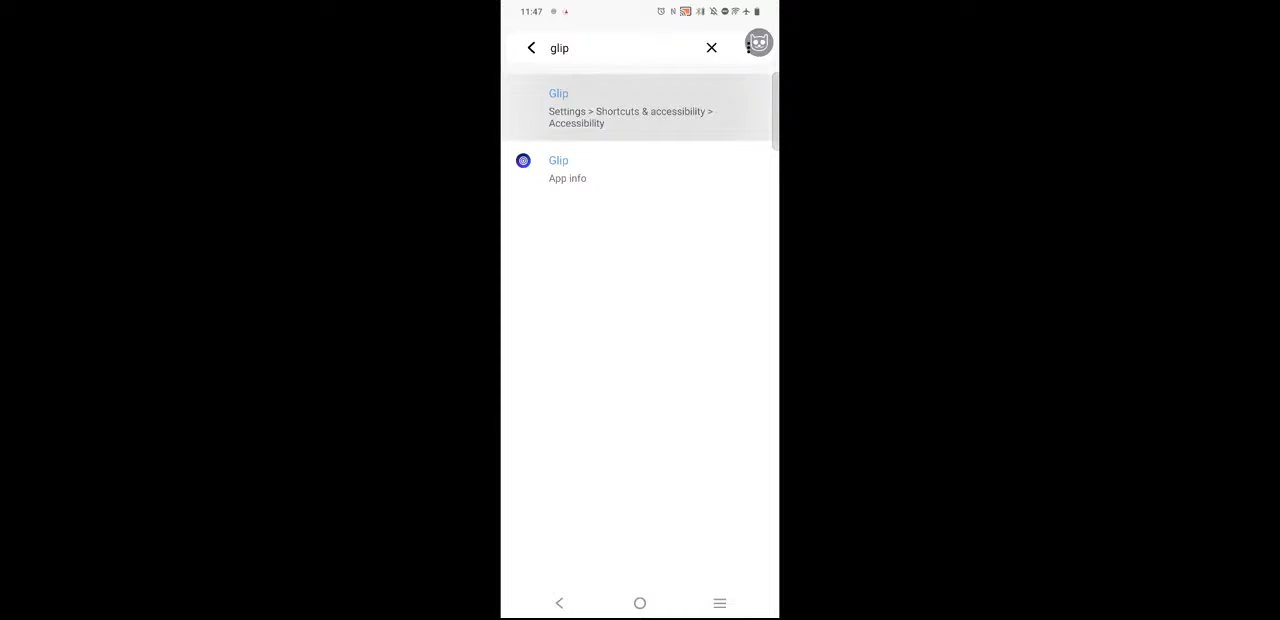 11:47
glip
Glip
Settings > Shortcuts & accessibility >
Accessibility
Glip
App info